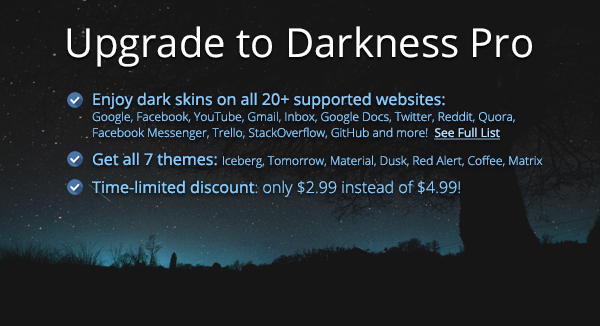 Upgrade to Darkness Pro
Enjoy dark skins on all 20+ supported websites:
Google, Facebook, YouTube, Gmail, Inbox, Google Docs, Twitter, Reddit, Quora,
Facebook Messenger, Trello, StackOverflow, GitHub and more! See Full List
Get all 7 themes: Iceberg, Tomorrow, Material, Dusk, Red Alert, Coffee, Matrix
Time-limited discount: only $2.99 instead of $4.99!